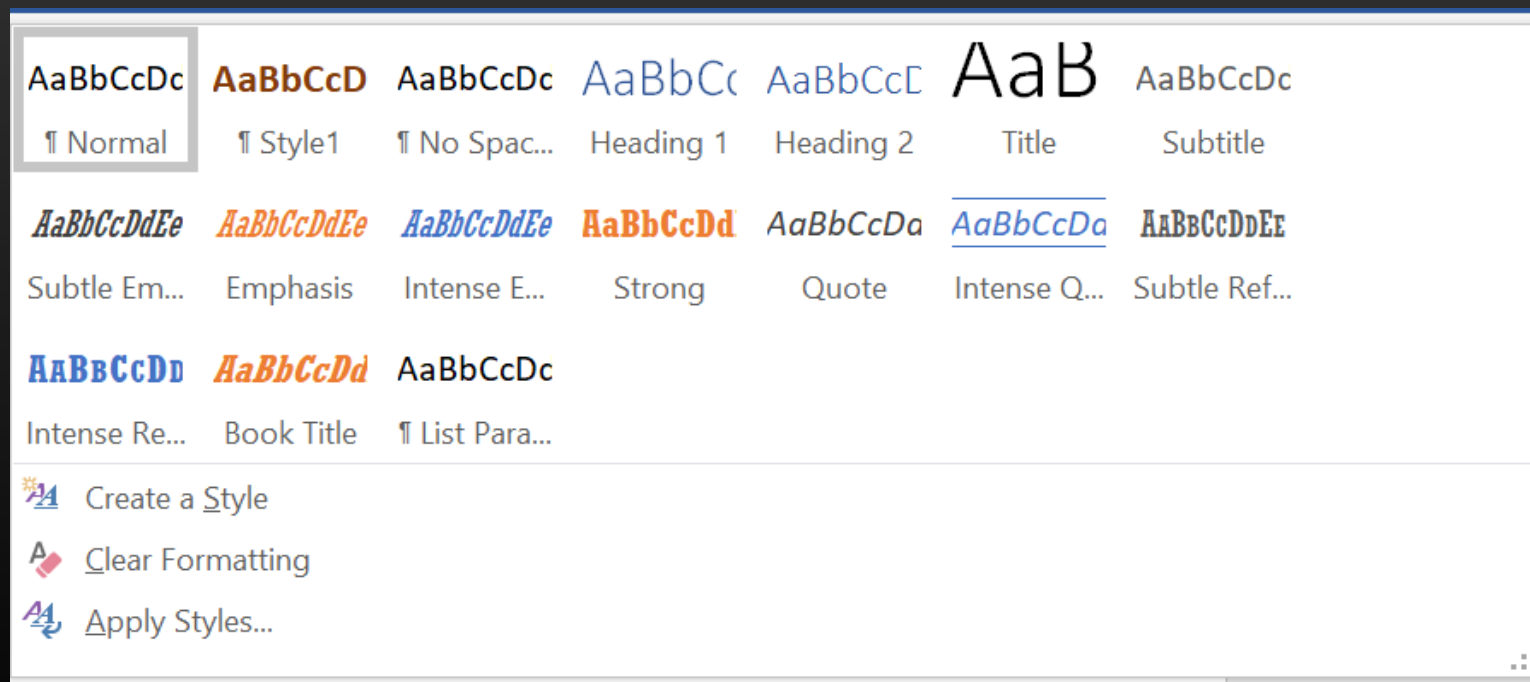 AaBbCcDc AaBbCcD AaBbCcDc AaBbCc AaBbCcD AaB AaBbCcDc
¶ Normal ¶ Style1 ¶ No Spac... Heading 1 Heading 2 Title Subtitle
AaBbCcDdEe AaBbCcDdEe AaBbCcDdEe AaBbCcDd AaBbCcDd AaBbCcDd AABBCCDDEE
Subtle Em... Emphasis Intense E... Strong Quote Intense Q... Subtle Ref...
AABBCCDD AaBbCcDd AaBbCcDc
Intense Re... Book Title ¶ List Para...
Create a Style
Clear Formatting
Apply Styles...